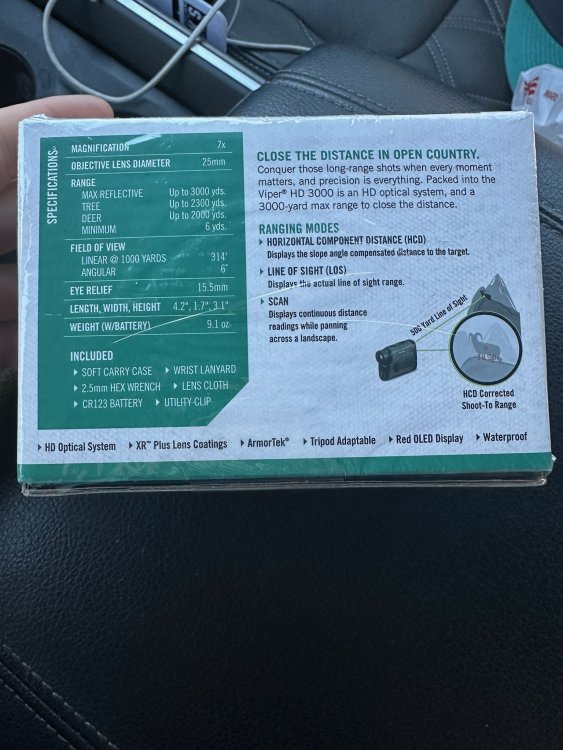 SPECIFICATIONS
MAGNIFICATION 7x
OBJECTIVE LENS DIAMETER 25mm
RANGE
MAX REFLECTIVE Up to 3000 yds.
TREE Up to 2300 yds.
DEER Up to 2000 yds.
MINIMUM 6 yds.
FIELD OF VIEW
LINEAR @ 1000 YARDS 314'
ANGULAR 6°
EYE RELIEF 15.5mm
LENGTH, WIDTH, HEIGHT 4.2", 1.7", 3.1"
WEIGHT (W/BATTERY) 9.1 oz
INCLUDED
SOFT CARRY CASE WRIST LANYARD
2.5mm HEX WRENCH LENS CLOTH
CR123 BATTERY UTILITY CLIP
CLOSE THE DISTANCE IN OPEN COUNTRY.
Conquer those long-range shots when every moment
matters, and precision is everything. Packed into the
Viper® HD 3000 is an HD optical system, and a
3000-yard max range to close the distance.
RANGING MODES
HORIZONTAL COMPONENT DISTANCE (HCD)
Displays the slope angle compensated distance to the target.
LINE OF SIGHT (LOS)
Displays the actual line of sight range.
SCAN
Displays continuous distance
readings while panning
across a landscape.
500 Yard Line of Sight
HCD Corrected
Shoot-To Range
HD Optical System XR™ Plus Lens Coatings ArmorTek® Tripod Adaptable Red OLED Display Waterproof